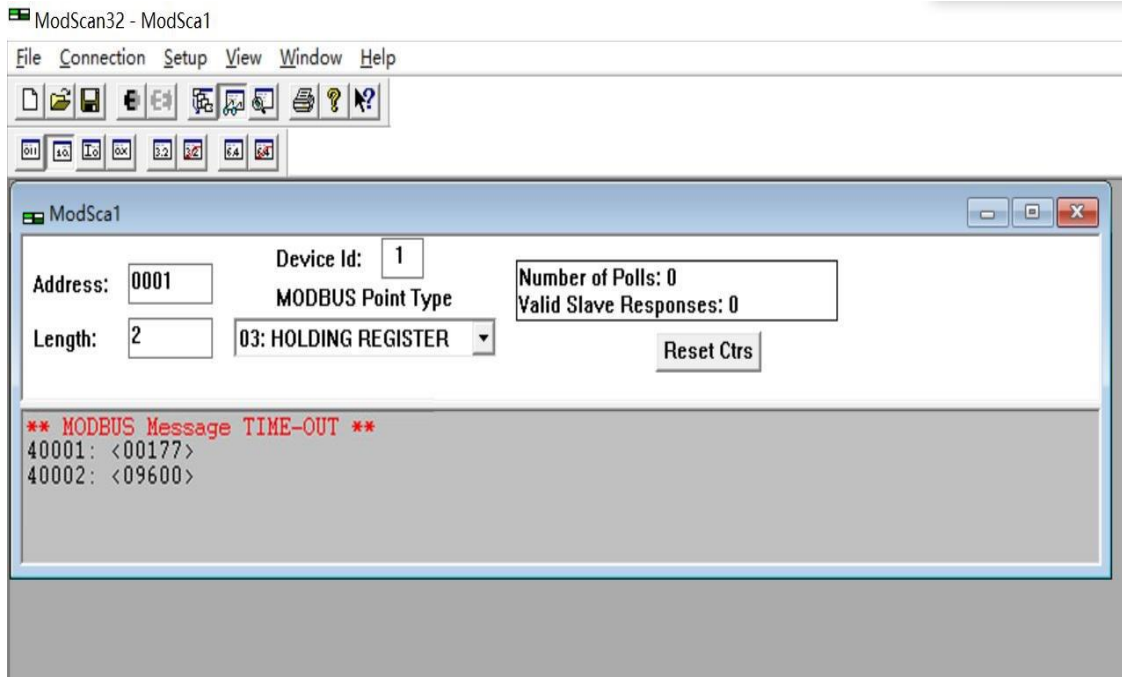 ModScan32 - ModSca1
File Connection Setup View Window Help
ModSca1
Device Id: 1
Address: 0001
MODBUS Point Type
Length: 2
03: HOLDING REGISTER
Number of Polls: 0
Valid Slave Responses: 0
Reset Ctrs
** MODBUS Message TIME-OUT **
40001: <00177>
40002: <09600>